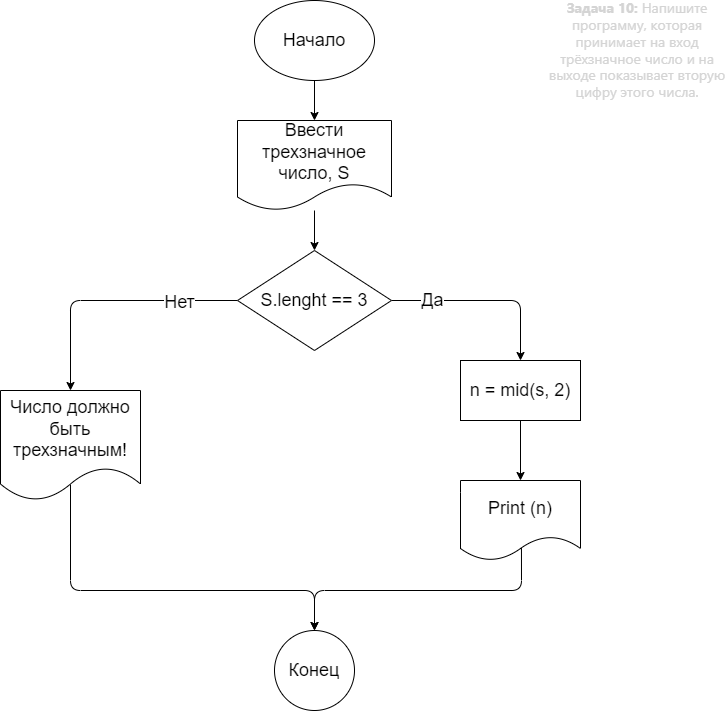 Начало
Задача 10: Напишите
программу, которая
принимает на вход
трёхзначное число и на
выходе показывает вторую
цифру этого числа.
Ввести
трехзначное
число, S
S.lenght == 3
Нет
Да
n = mid(s, 2)
Число должно
быть
трехзначным!
Print (n)
Конец